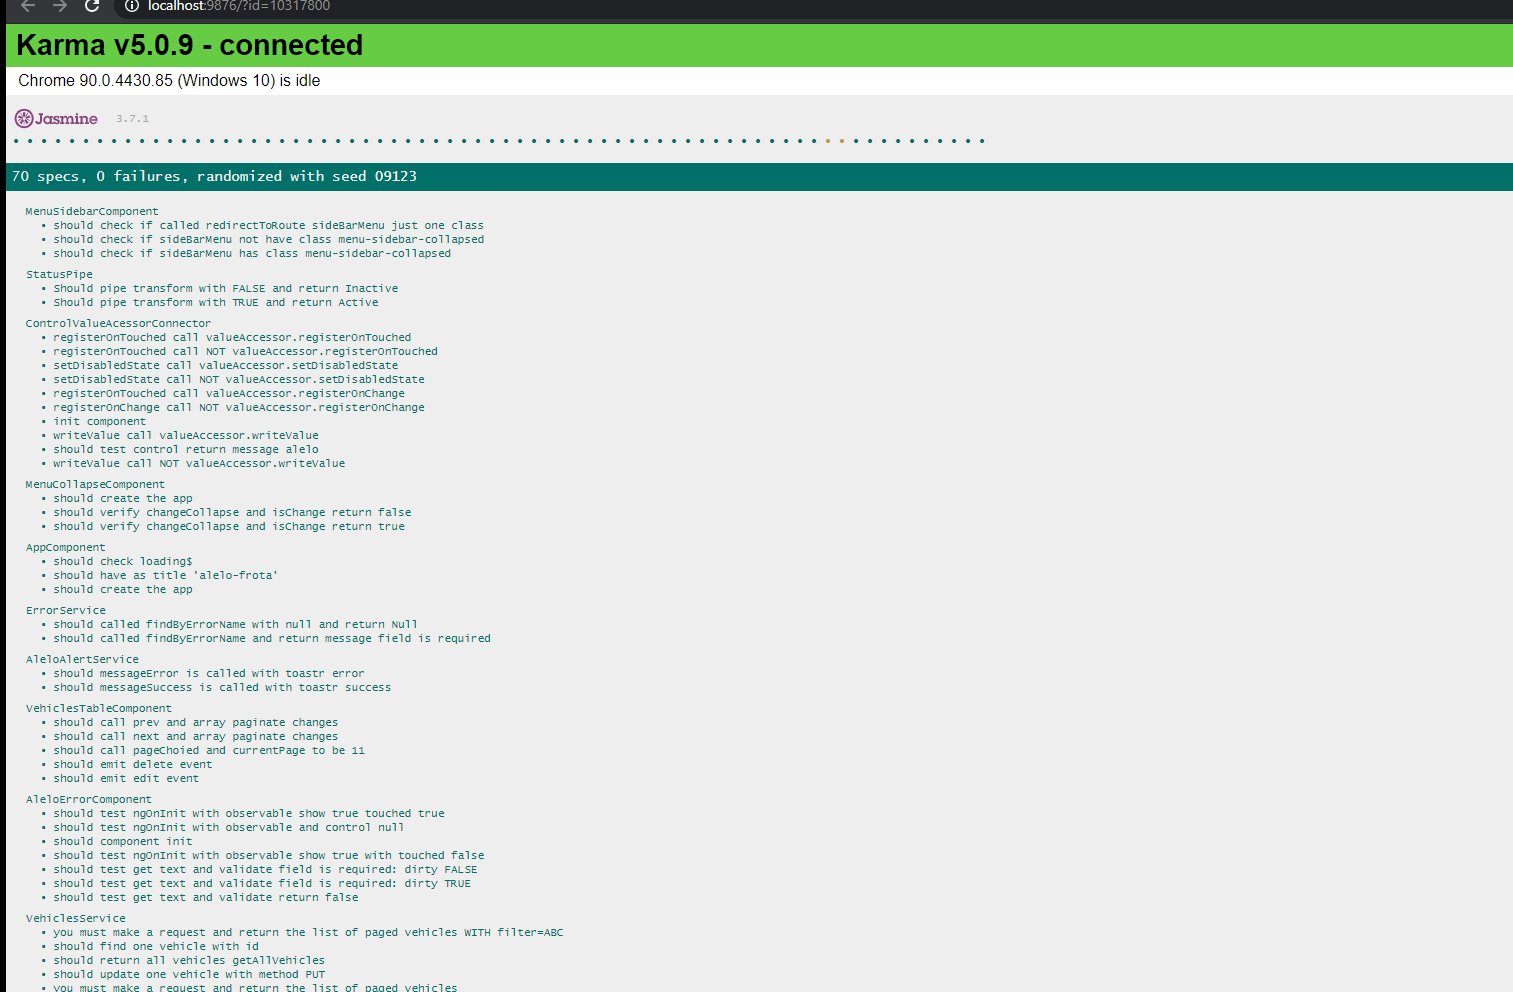 localhost:9876/?id=10317800
Karma v5.0.9 - connected
Chrome 90.0.4430.85 (Windows 10) is idle
Jasmine 3.7.1
70 specs, 0 failures, randomized with seed 09123
MenuSidebarComponent
• should check if called redirectToRoute sideBarMenu just one class
• should check if sideBarMenu not have class menu-sidebar-collapsed
• should check if sideBarMenu has class menu-sidebar-collapsed
StatusPipe
• Should pipe transform with FALSE and return Inactive
• Should pipe transform with TRUE and return Active
ControlValueAcessorConnector
• registerOnTouched call valueAccessor.registerOnTouched
• registerOnTouched call NOT valueAccessor.registerOnTouched
• setDisabledState call valueAccessor.setDisabledState
• setDisabledState call NOT valueAccessor.setDisabledState
• registerOnTouched call valueAccessor.registerOnChange
• registerOnChange call NOT valueAccessor.registerOnChange
• init component
• writeValue call valueAccessor.writeValue
• should test control return message alelo
• writeValue call NOT valueAccessor.writeValue
MenuCollapseComponent
• should create the app
• should verify changeCollapse and isChange return false
• should verify changeCollapse and isChange return true
AppComponent
• should check loading$
• should have as title 'alelo-frota'
• should create the app
ErrorService
• should called findByErrorName with null and return Null
• should called findByErrorName and return message field is required
AleloAlertService
• should messageError is called with toastr error
• should messageSuccess is called with toastr success
VehiclesTableComponent
• should call prev and array paginate changes
• should call next and array paginate changes
• should call pageChoied and currentPage to be 11
• should emit delete event
• should emit edit event
AleloErrorComponent
• should test ngOnInit with observable show true touched true
• should test ngOnInit with observable and control null
• should component init
• should test ngOnInit with observable show true with touched false
• should test get text and validate field is required: dirty FALSE
• should test get text and validate field is required: dirty TRUE
• should test get text and validate return false
VehiclesService
• you must make a request and return the list of paged vehicles WITH filter=ABC
• should find one vehicle with id
• should return all vehicles getAllVehicles
• should update one vehicle with method PUT
• you must make a request and return the list of paged vehicles